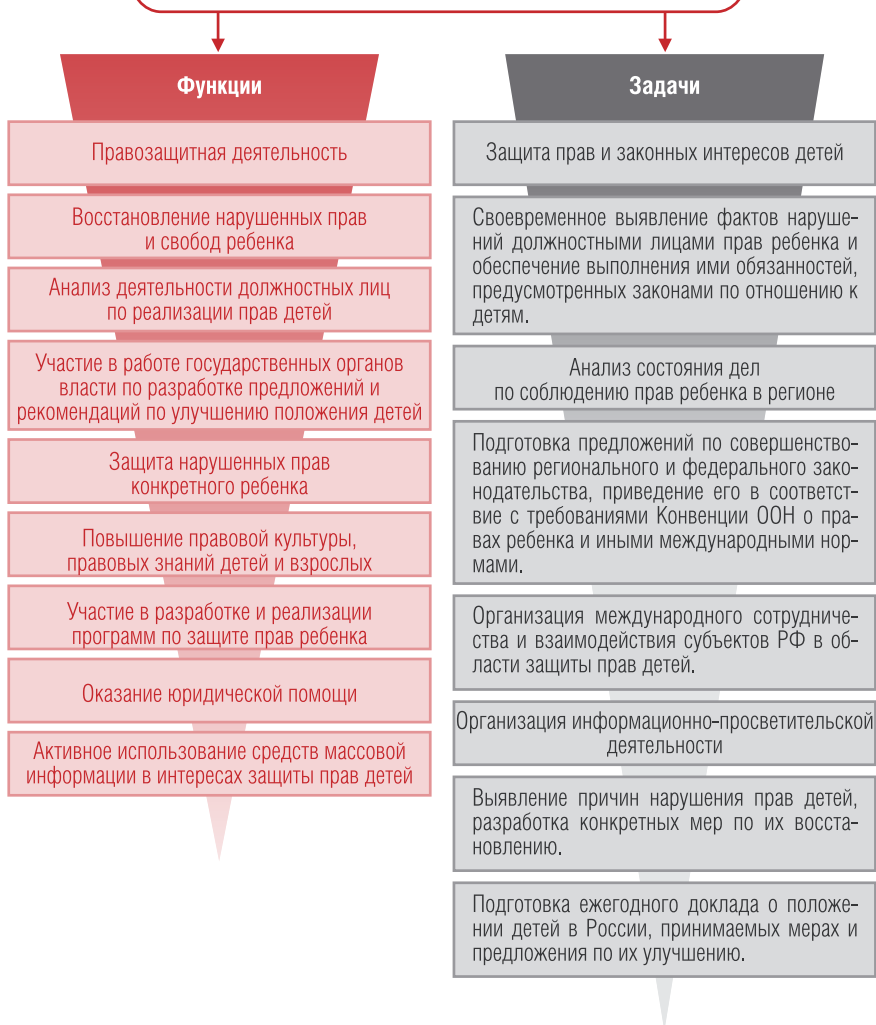 Функции
Правозащитная деятельность
Восстановление нарушенных прав
и свобод ребенка
Анализ деятельности должностных лиц
по реализации прав детей
Участие в работе государственных органов
власти по разработке предложений и
рекомендаций по улучшению положения детей
Защита нарушенных прав
конкретного ребенка
Повышение правовой культуры,
правовых знаний детей и взрослых
Участие в разработке и реализации
программ по защите прав ребенка
Оказание юридической помощи
Активное использование средств массовой
информации в интересах защиты прав детей
Задачи
Защита прав и законных интересов детей
Своевременное выявление фактов наруше-
ний должностными лицами прав ребенка и
обеспечение выполнения ими обязанностей,
предусмотренных законами по отношению к
детям.
Анализ состояния дел
по соблюдению прав ребенка в регионе
Подготовка предложений по совершенство-
ванию регионального и федерального зако-
нодательства, приведение его в соответст-
вие с требованиями Конвенции ООН о пра-
вах ребенка и иными международными нор-
мами.
Организация международного сотрудниче-
ства и взаимодействия субъектов РФ в об-
ласти защиты прав детей.
Организация информационно-просветительской
деятельности
Выявление причин нарушения прав детей,
разработка конкретных мер по их восста-
новлению.
Подготовка ежегодного доклада о положе-
нии детей в России, принимаемых мерах и
предложения по их улучшению.